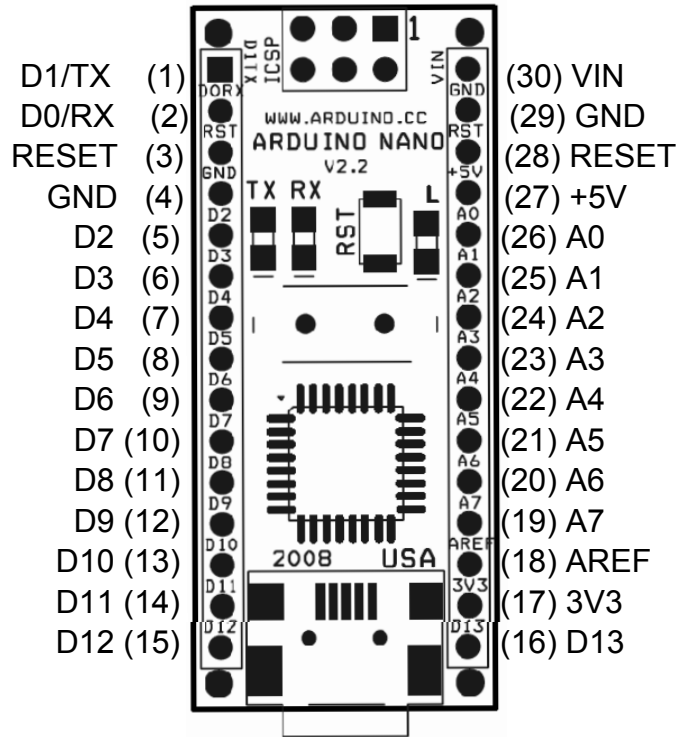 D1/TX (1)
D0/RX (2)
RESET (3)
GND (4)
D2 (5)
D3 (6)
D4 (7)
D5 (8)
D6 (9)
D7 (10)
D8 (11)
D9 (12)
D10 (13)
D11 (14)
D12 (15)
D1TX
ICSP
1
VIN
D0RX
RST
GND
D2
D3
D4
D5
D6
D7
D8
D9
D10
D11
D12
WWW.ARDUINO.CC
ARDUINO NANO
V2.2
TX RX
RST
L
2008 USA
GND
RST
+5V
A0
A1
A2
A3
A4
A5
A6
A7
AREF
3V3
D13
(30) VIN
(29) GND
(28) RESET
(27) +5V
(26) A0
(25) A1
(24) A2
(23) A3
(22) A4
(21) A5
(20) A6
(19) A7
(18) AREF
(17) 3V3
(16) D13